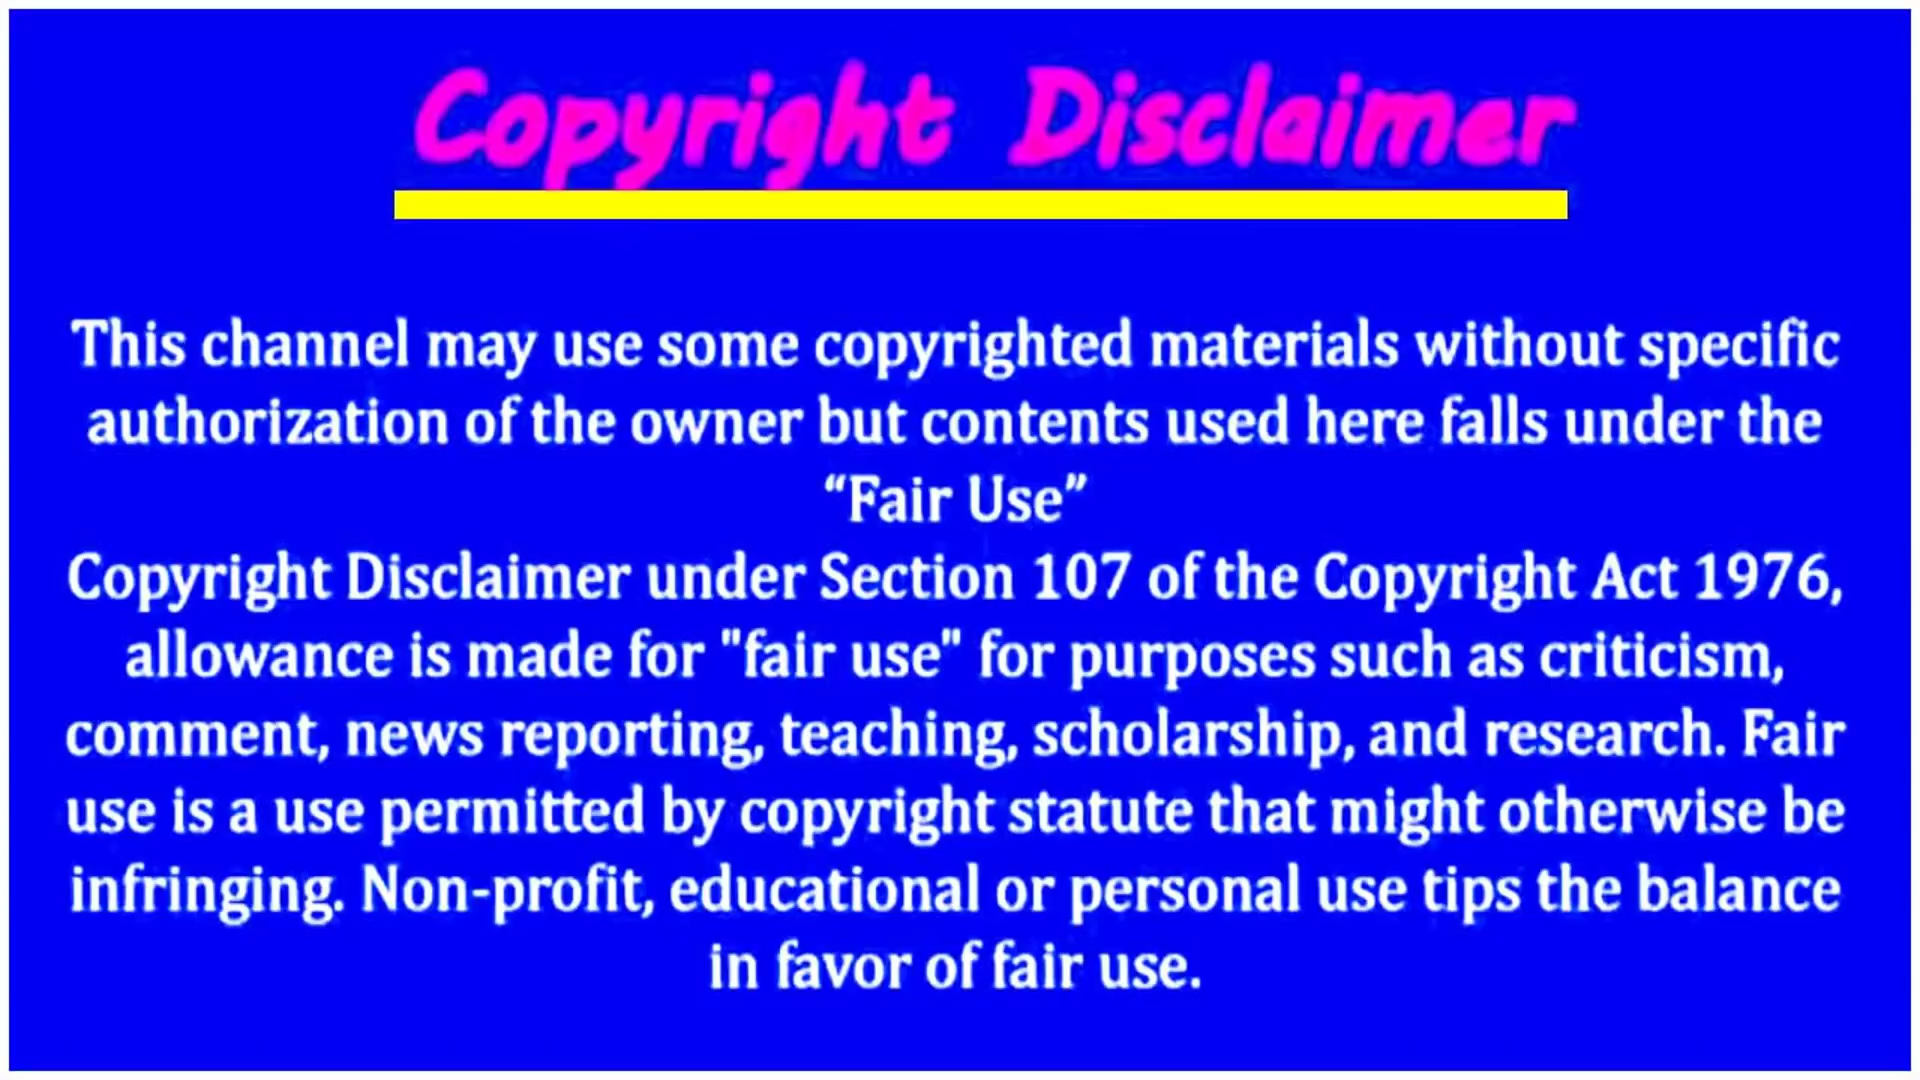 Copyright Disclaimer
This channel may use some copyrighted materials without specific
authorization of the owner but contents used here falls under the
“Fair Use”
Copyright Disclaimer under Section 107 of the Copyright Act 1976,
allowance is made for "fair use" for purposes such as criticism,
comment, news reporting, teaching, scholarship, and research. Fair
use is a use permitted by copyright statute that might otherwise be
infringing. Non-profit, educational or personal use tips the balance
in favor of fair use.